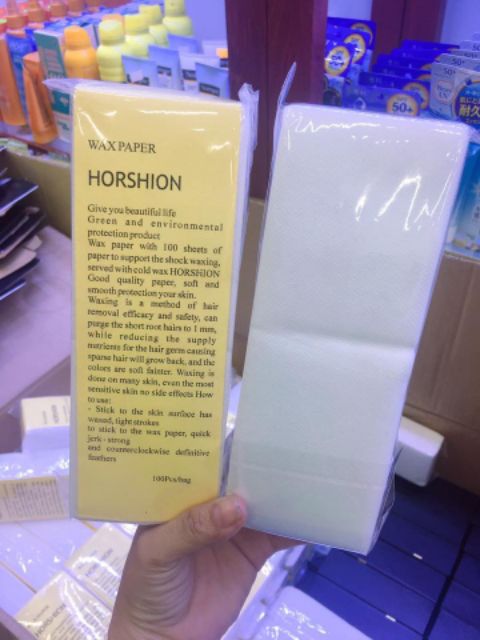 WAX PAPER
HORSHION
Give you beautiful life
Green and environmental
protection product
Wax paper with 100 sheets of
paper to support the shock waxing,
served with cold wax HORSHION
Good quality paper, soft and
smooth protection your skin.
Waxing is a method of hair
removal efficacy and safety, can
purge the short root hairs to 1 mm,
while reducing the supply
nutrients for the hair germ causing
sparse hair will grow back, and the
colors are soft fainter. Waxing is
done on many skin, even the most
sensitive skin no side effects How
to use:
- Stick to the skin surface has
waxed, tight strokes
to stick to the wax paper, quick
jerk - strong
and counterclockwise definitive
feathers
100Pcs/bag
50+
50+
HORSHION